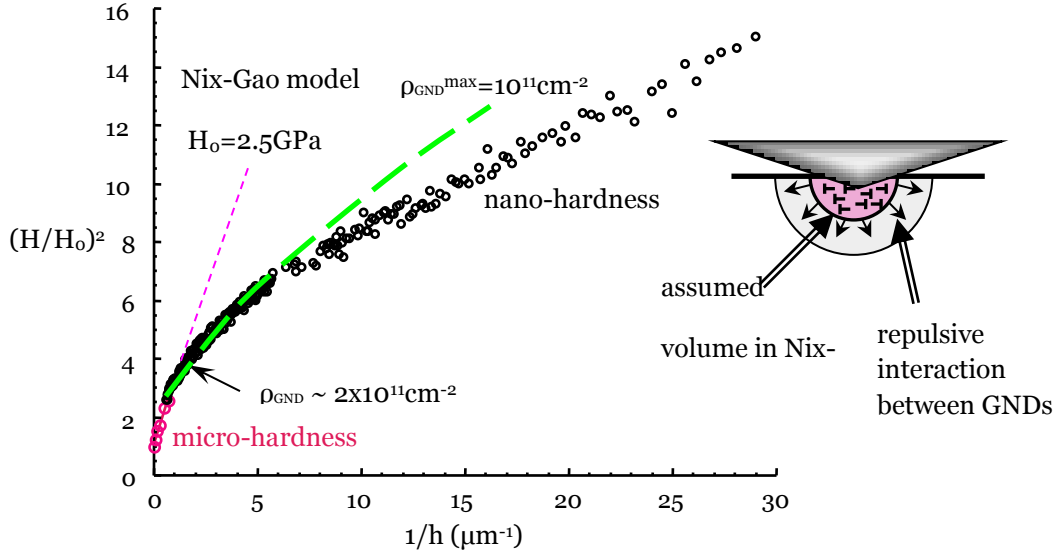 16
14
12
10
8
6
4
2
0
(H/H₀)²
Nix-Gao model
H₀=2.5GPa
ρGNDᵐᵃˣ=10¹¹cm⁻²
nano-hardness
ρGND ~ 2x10¹¹cm⁻²
micro-hardness
0
5
10
15
20
25
30
1/h (μm⁻¹)
assumed
volume in Nix-
repulsive
interaction
between GNDs